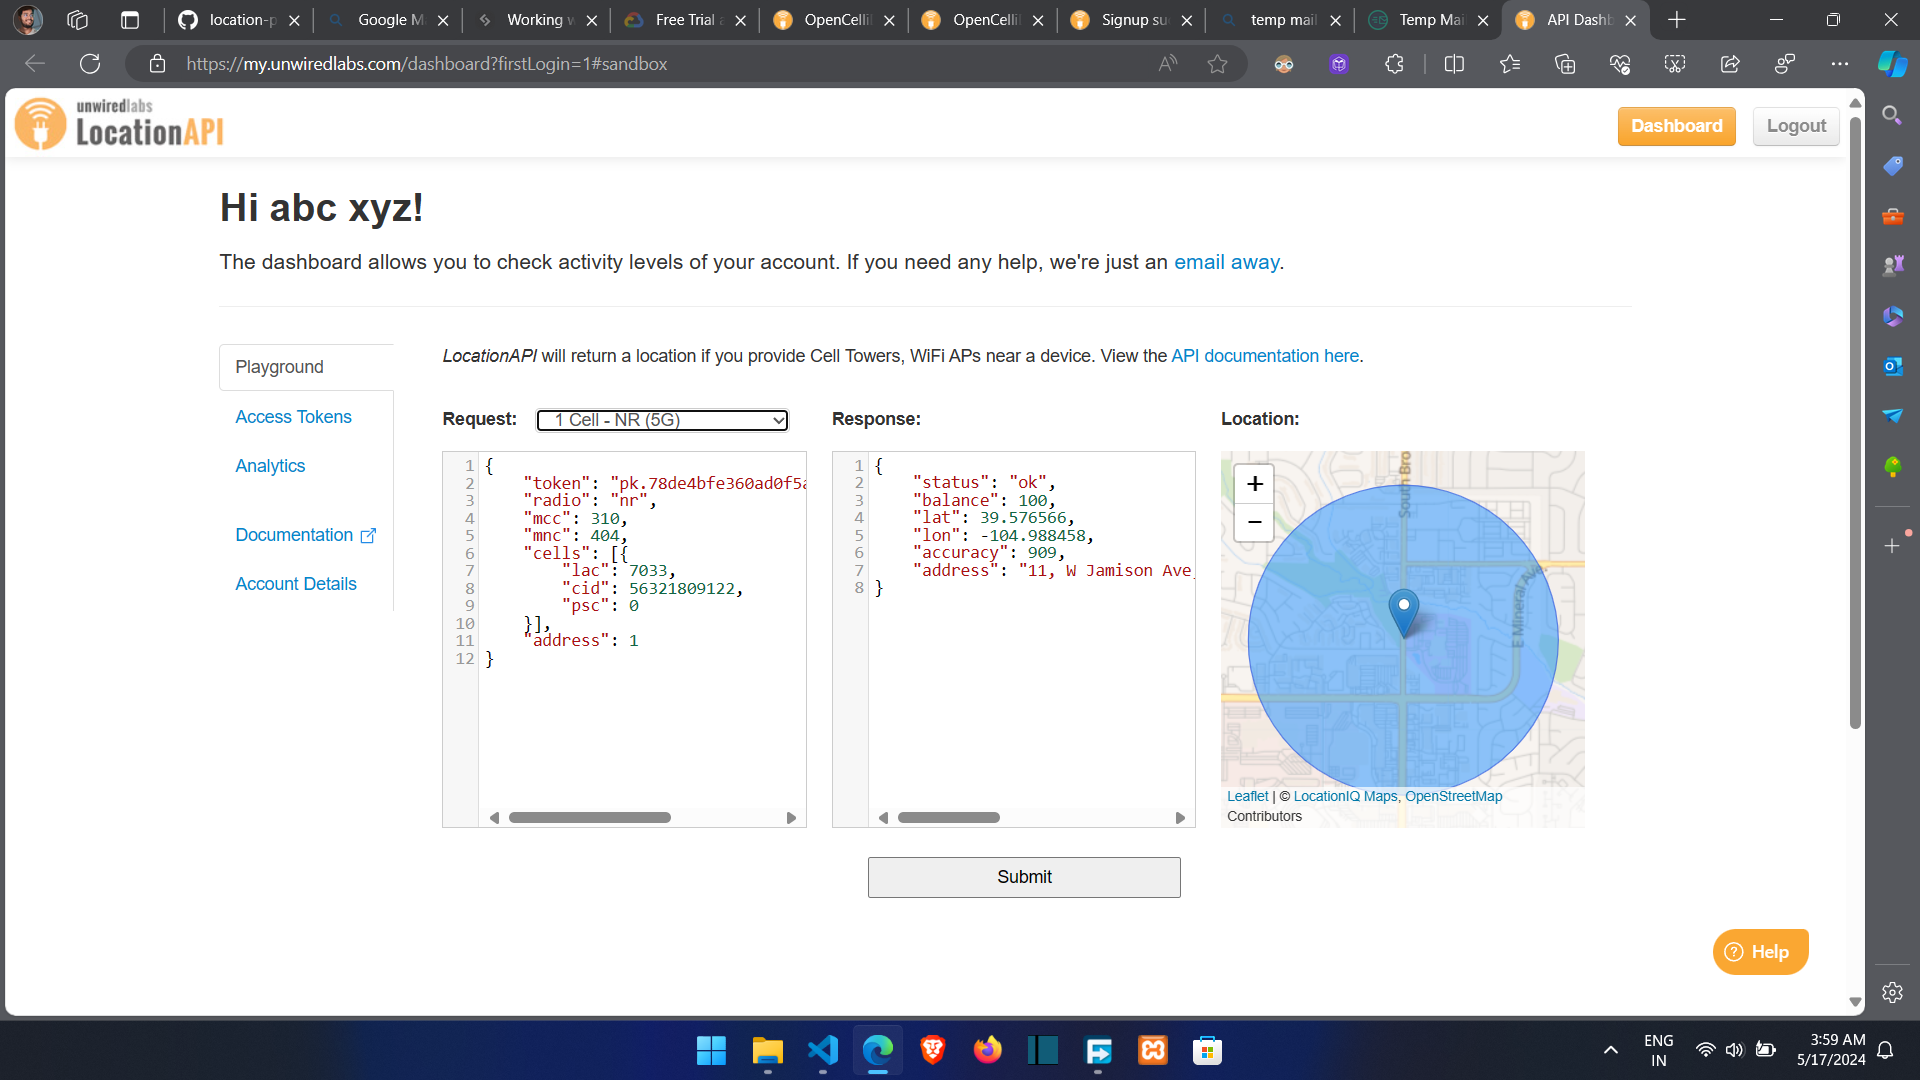 location-p
Google M
Working w
Free Trial a
OpenCelli
OpenCelli
Signup su
temp mail
Temp Mai
API Dashb
https://my.unwiredlabs.com/dashboard?firstLogin=1#sandbox
unwiredlabs
LocationAPI
Dashboard
Logout
Hi abc xyz!
The dashboard allows you to check activity levels of your account. If you need any help, we're just an email away.
Playground
Access Tokens
Analytics
Documentation
Account Details
LocationAPI will return a location if you provide Cell Towers, WiFi APs near a device. View the API documentation here.
Request:
1 Cell - NR (5G)
1 {
2 "token": "pk.78de4bfe360ad0f5a
3 "radio": "nr",
4 "mcc": 310,
5 "mnc": 404,
6 "cells": [{
7 "lac": 7033,
8 "cid": 56321809122,
9 "psc": 0
10 }],
11 "address": 1
12 }
Response:
1 {
2 "status": "ok",
3 "balance": 100,
4 "lat": 39.576566,
5 "lon": -104.988458,
6 "accuracy": 909,
7 "address": "11, W Jamison Ave,
8 }
Location:
+
−
South Bro
E Mineral Ave
Leaflet | © LocationIQ Maps, OpenStreetMap
Contributors
Submit
Help
ENG
IN
3:59 AM
5/17/2024